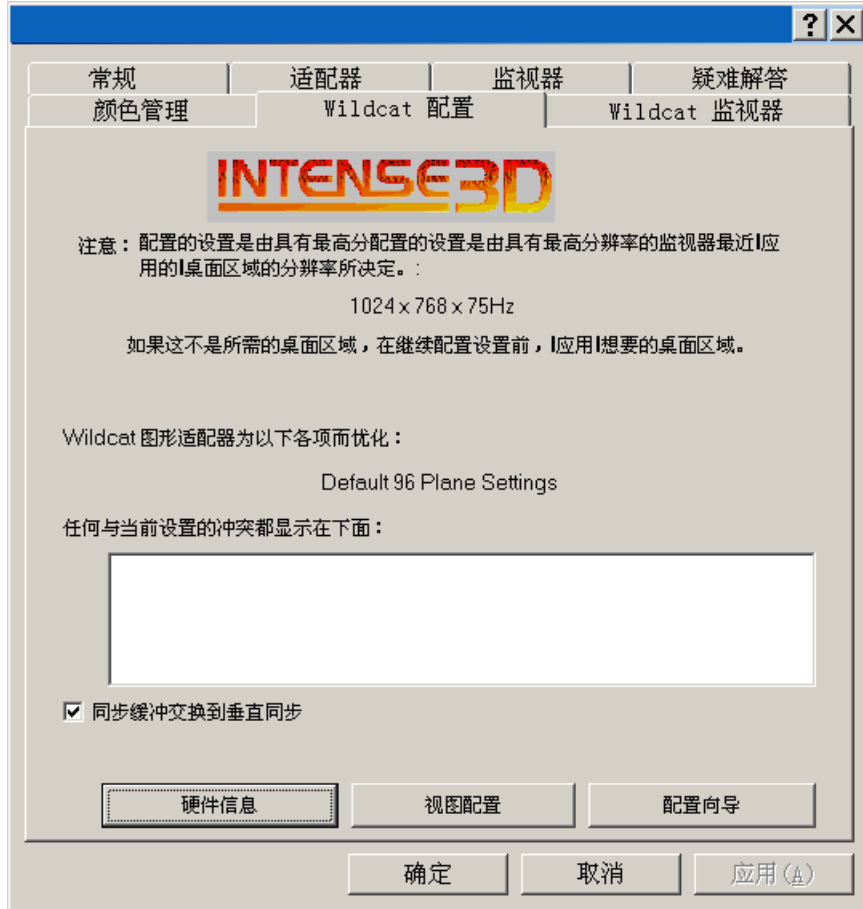 常规 适配器 监视器 疑难解答
颜色管理 Wildcat 配置 Wildcat 监视器
INTENSE3D
注意：配置的设置是由具有最高分配置的设置是由具有最高分辨率的监视器最近I应
用的I桌面区域的分辨率所决定。:
1024 x 768 x 75Hz
如果这不是所需的桌面区域，在继续配置设置前，I应用I想要的桌面区域。
Wildcat 图形适配器为以下各项而优化：
Default 96 Plane Settings
任何与当前设置的冲突都显示在下面：
同步缓冲交换到垂直同步
硬件信息 视图配置 配置向导
确定 取消 应用(A)